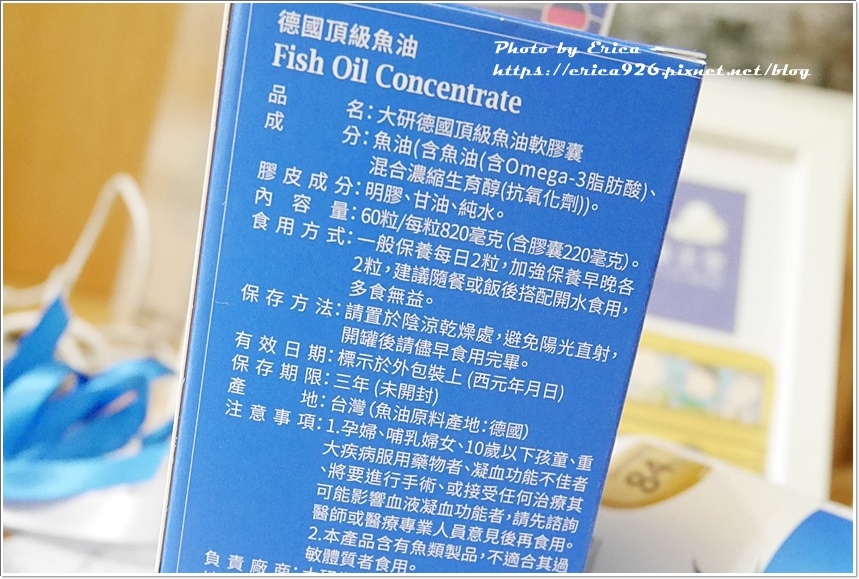 Photo by Erica
https://erica926.pixnet.net/blog
德國頂級魚油
Fish Oil Concentrate
品名：大研德國頂級魚油軟膠囊
成分：魚油(含魚油(含Omega-3脂肪酸)、
混合濃縮生育醇(抗氧化劑))。
膠皮成分：明膠、甘油、純水。
內容量：60粒/每粒820毫克(含膠囊220毫克)。
食用方式：一般保養每日2粒，加強保養早晚各
2粒，建議隨餐或飯後搭配開水食用，
多食無益。
保存方法：請置於陰涼乾燥處，避免陽光直射，
開罐後請儘早食用完畢。
有效日期：標示於外包裝上 (西元年月日)
保存期限：三年 (未開封)
產地：台灣 (魚油原料產地：德國)
注意事項：1.孕婦、哺乳婦女、10歲以下孩童、重
大疾病服用藥物者、凝血功能不佳者
、將要進行手術、或接受任何治療其
可能影響血液凝血功能者，請先諮詢
醫師或醫療專業人員意見後再食用。
2.本產品含有魚類製品，不適合其過
敏體質者食用。
負責廠商：大研
84